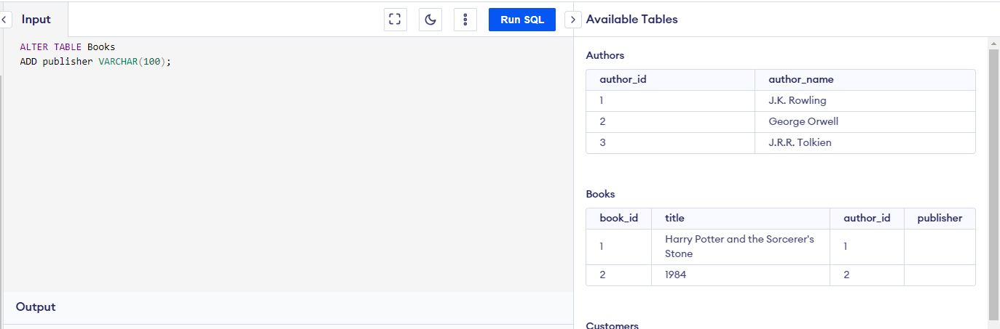 Input
Run SQL
ALTER TABLE Books
ADD publisher VARCHAR(100);
Output
Available Tables
Authors
author_id author_name
1 J.K. Rowling
2 George Orwell
3 J.R.R. Tolkien
Books
book_id title author_id publisher
1 Harry Potter and the Sorcerer's 1
Stone
2 1984 2
Customers